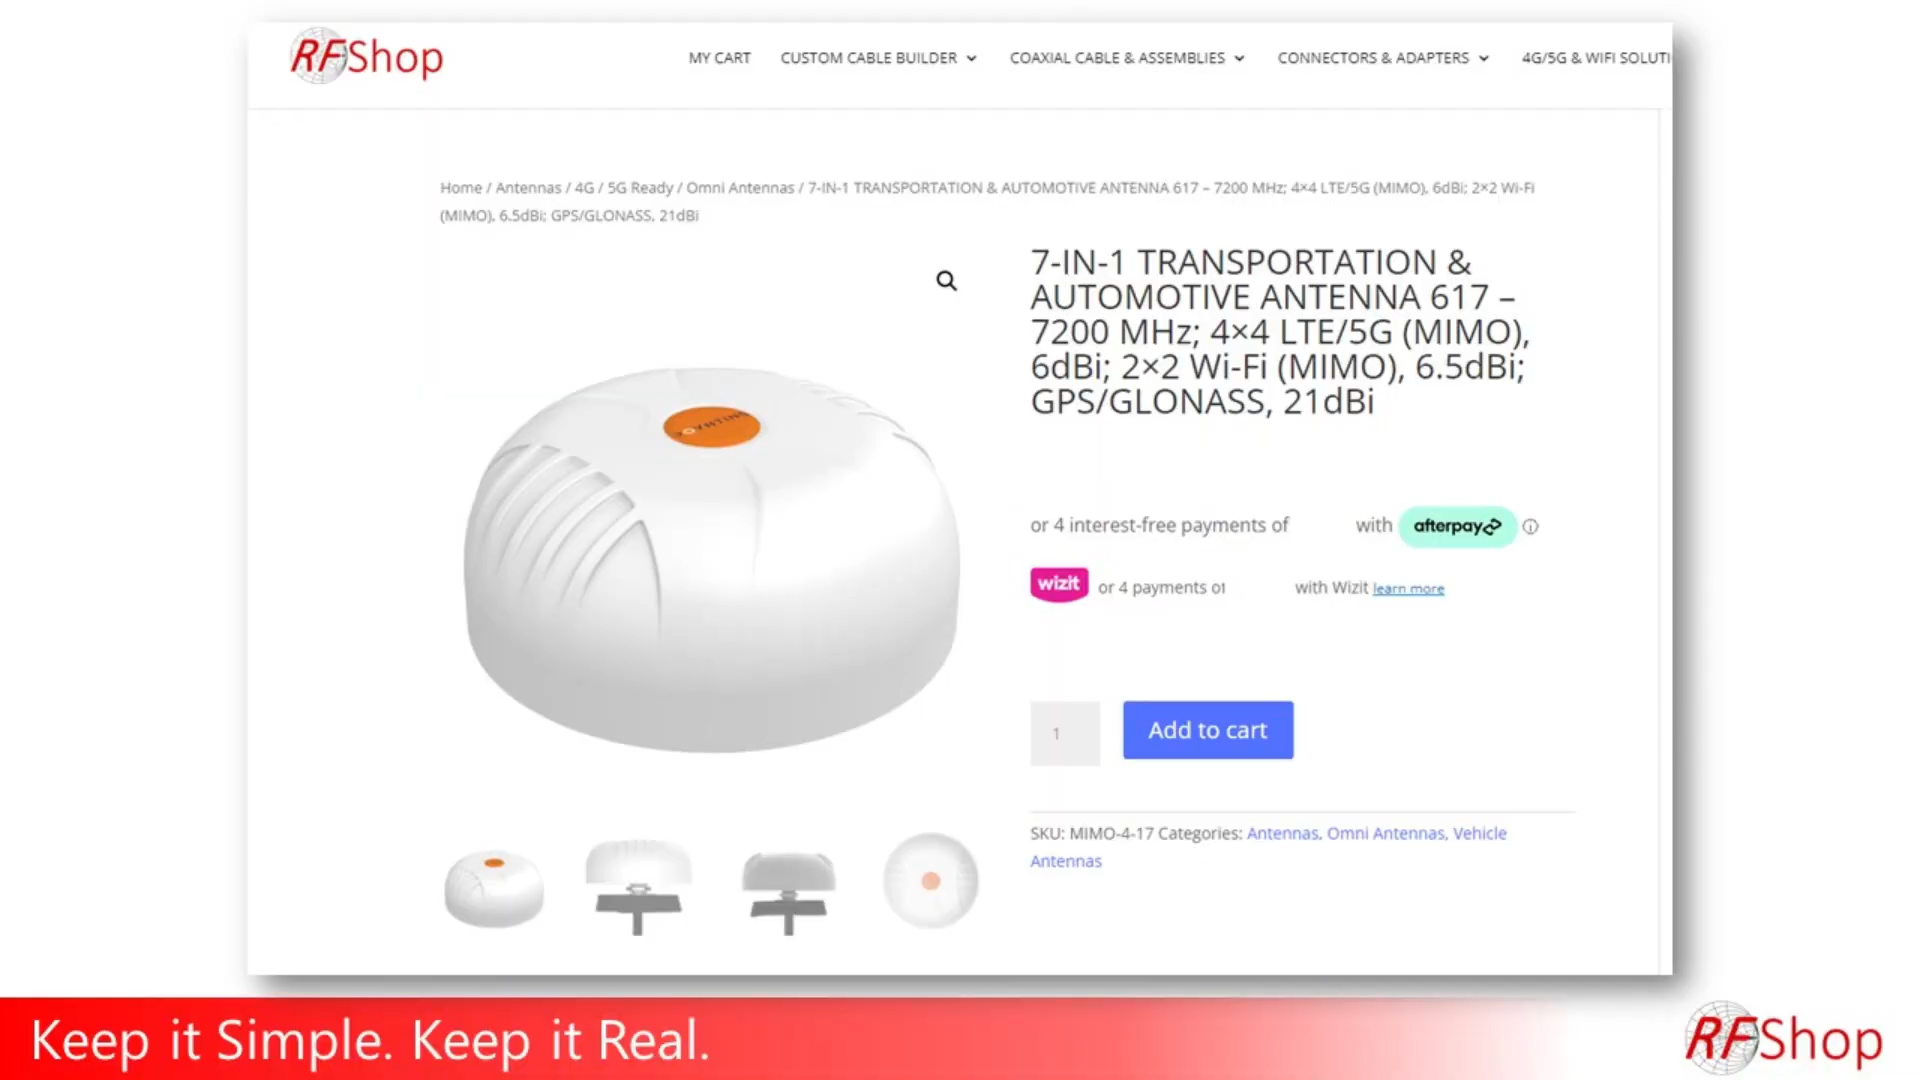 RFShop
MY CART
CUSTOM CABLE BUILDER
COAXIAL CABLE & ASSEMBLIES
CONNECTORS & ADAPTERS
4G/5G & WIFI SOLUTI
Home / Antennas / 4G / 5G Ready / Omni Antennas / 7-IN-1 TRANSPORTATION & AUTOMOTIVE ANTENNA 617 – 7200 MHz; 4×4 LTE/5G (MIMO), 6dBi; 2×2 Wi-Fi
(MIMO), 6.5dBi; GPS/GLONASS, 21dBi
7-IN-1 TRANSPORTATION &
AUTOMOTIVE ANTENNA 617 –
7200 MHz; 4×4 LTE/5G (MIMO),
6dBi; 2×2 Wi-Fi (MIMO), 6.5dBi;
GPS/GLONASS, 21dBi
POYNTING
or 4 interest-free payments of with afterpay
wizit or 4 payments of with Wizit learn more
1
Add to cart
SKU: MIMO-4-17 Categories: Antennas, Omni Antennas, Vehicle
Antennas
Keep it Simple. Keep it Real.
RFShop